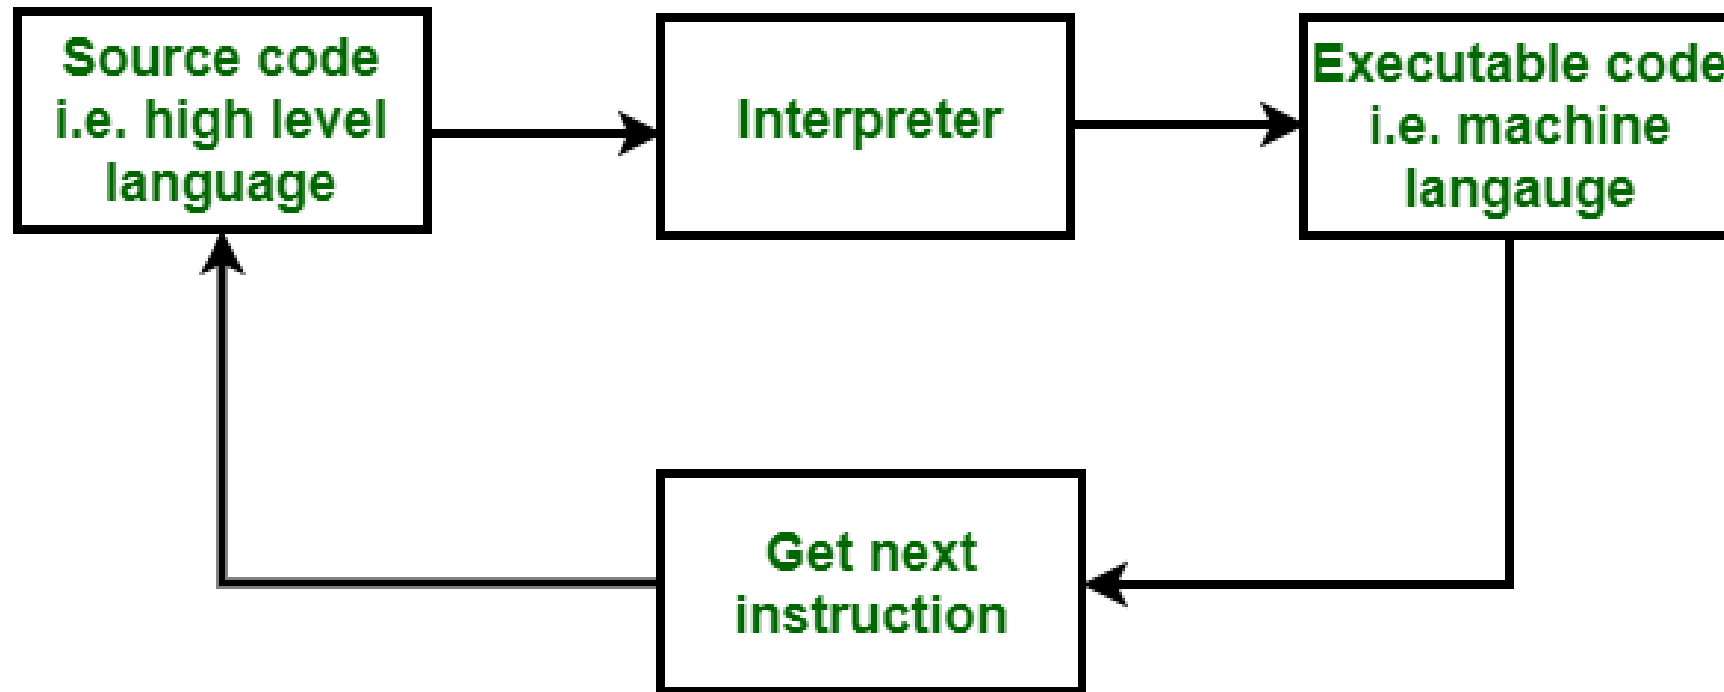 Source code
i.e. high level
language
Interpreter
Executable code
i.e. machine
langauge
Get next
instruction